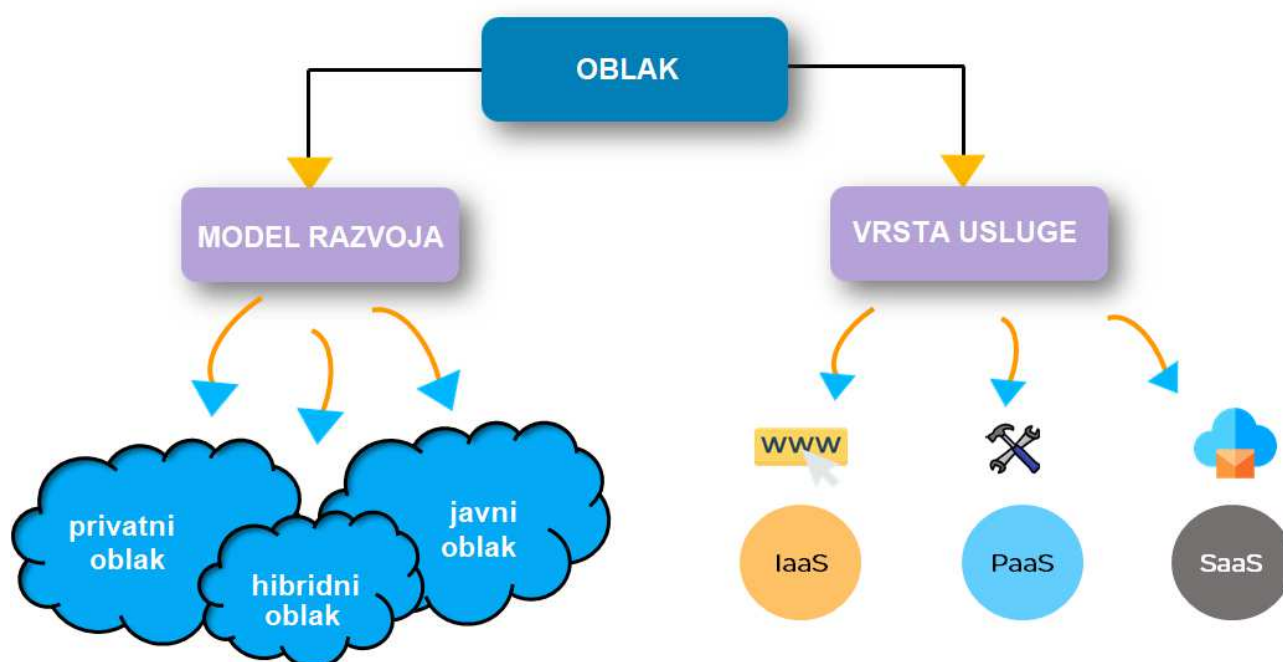 OBLAK
MODEL RAZVOJA
VRSTA USLUGE
privatni
oblak
hibridni
oblak
javni
oblak
www
IaaS
PaaS
SaaS